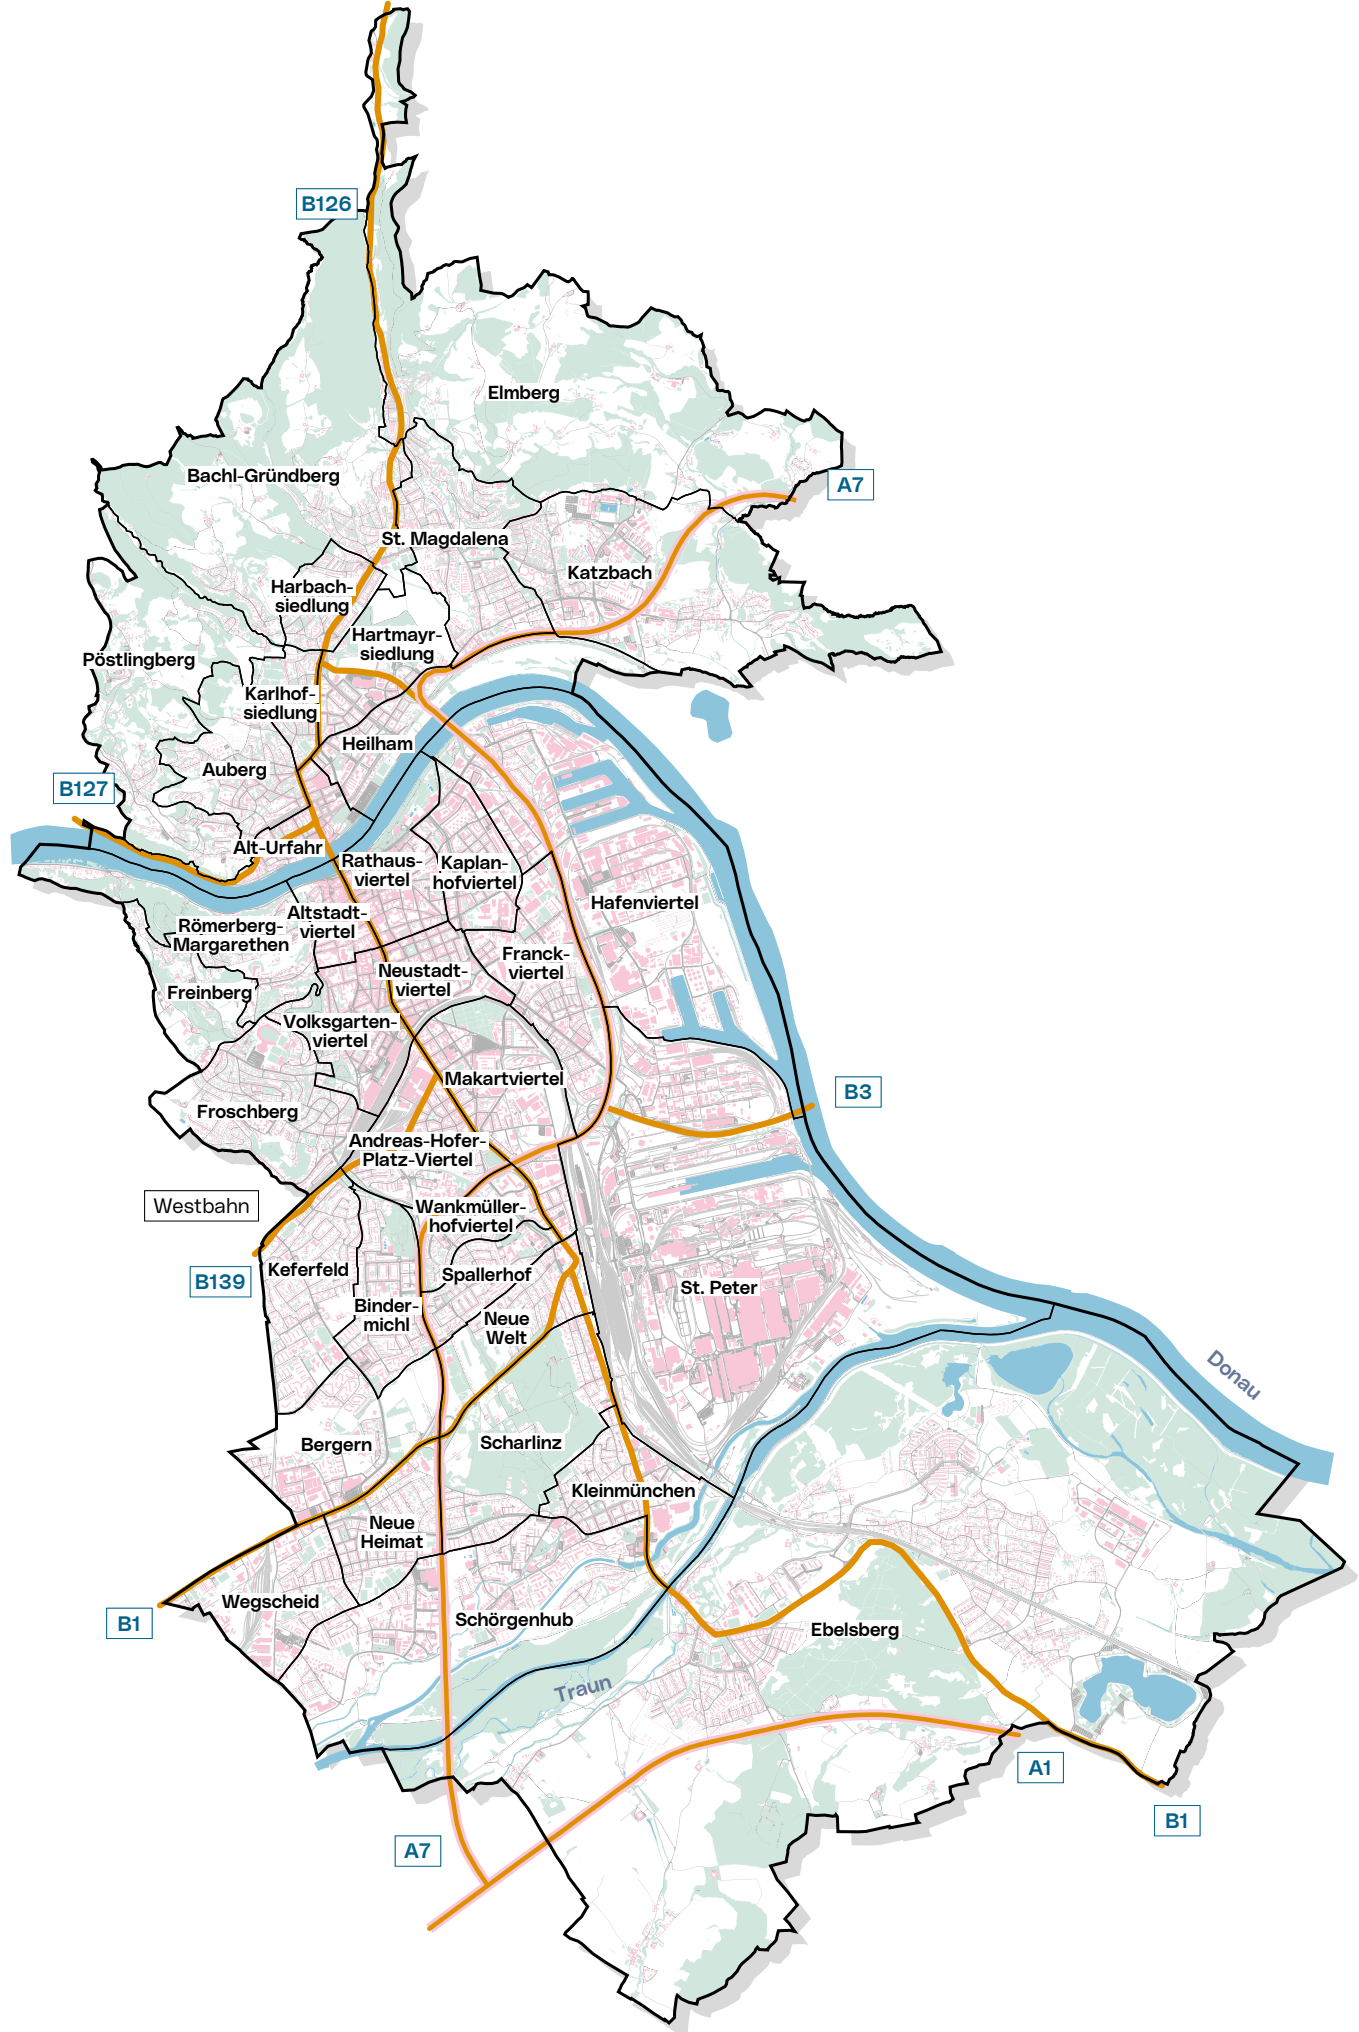 B126
Elmberg
Bachl-Gründberg
A7
St. Magdalena
Katzbach
Harbach-
siedlung
Hartmayr-
siedlung
Pöstlingberg
Karlhof-
siedlung
Heilham
Auberg
B127
Alt-Urfahr
Rathaus-
viertel
Kaplan-
hofviertel
Hafenviertel
Altstadt-
viertel
Römerberg-
Margarethen
Franck-
viertel
Neustadt-
viertel
Freinberg
Volksgarten-
viertel
Makartviertel
B3
Froschberg
Andreas-Hofer-
Platz-Viertel
Westbahn
Wankmüller-
hofviertel
Keferfeld
B139
Spallerhof
St. Peter
Binder-
michl
Neue
Welt
Donau
Bergern
Scharlinz
Kleinmünchen
Neue
Heimat
Wegscheid
B1
Schörgenhub
Ebelsberg
Traun
A1
B1
A7